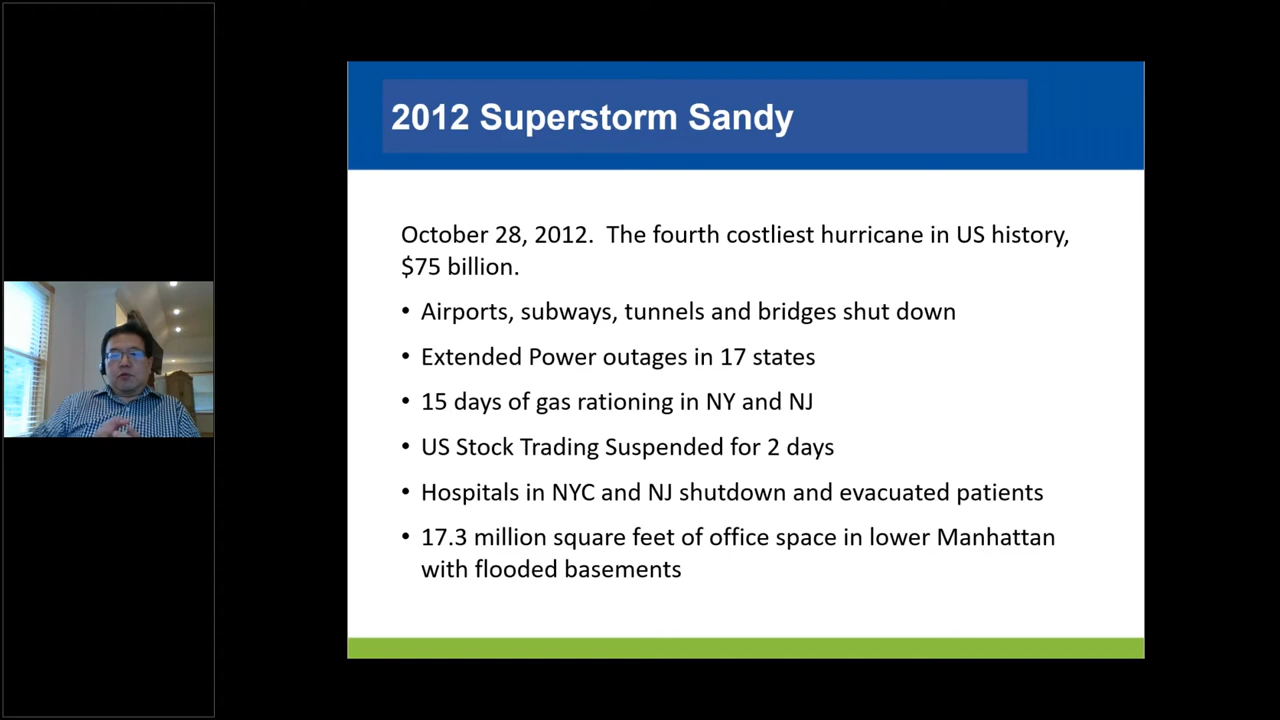 2012 Superstorm Sandy
October 28, 2012.  The fourth costliest hurricane in US history,
$75 billion.
• Airports, subways, tunnels and bridges shut down
• Extended Power outages in 17 states
• 15 days of gas rationing in NY and NJ
• US Stock Trading Suspended for 2 days
• Hospitals in NYC and NJ shutdown and evacuated patients
• 17.3 million square feet of office space in lower Manhattan
with flooded basements